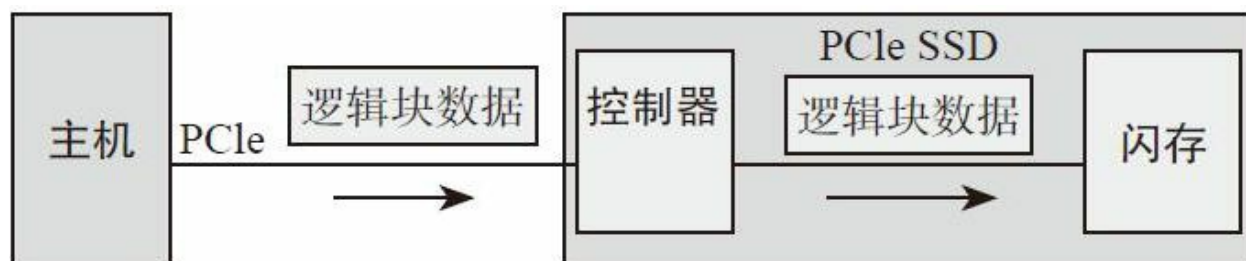 主机
PCle
逻辑块数据
控制器
PCle SSD
逻辑块数据
闪存